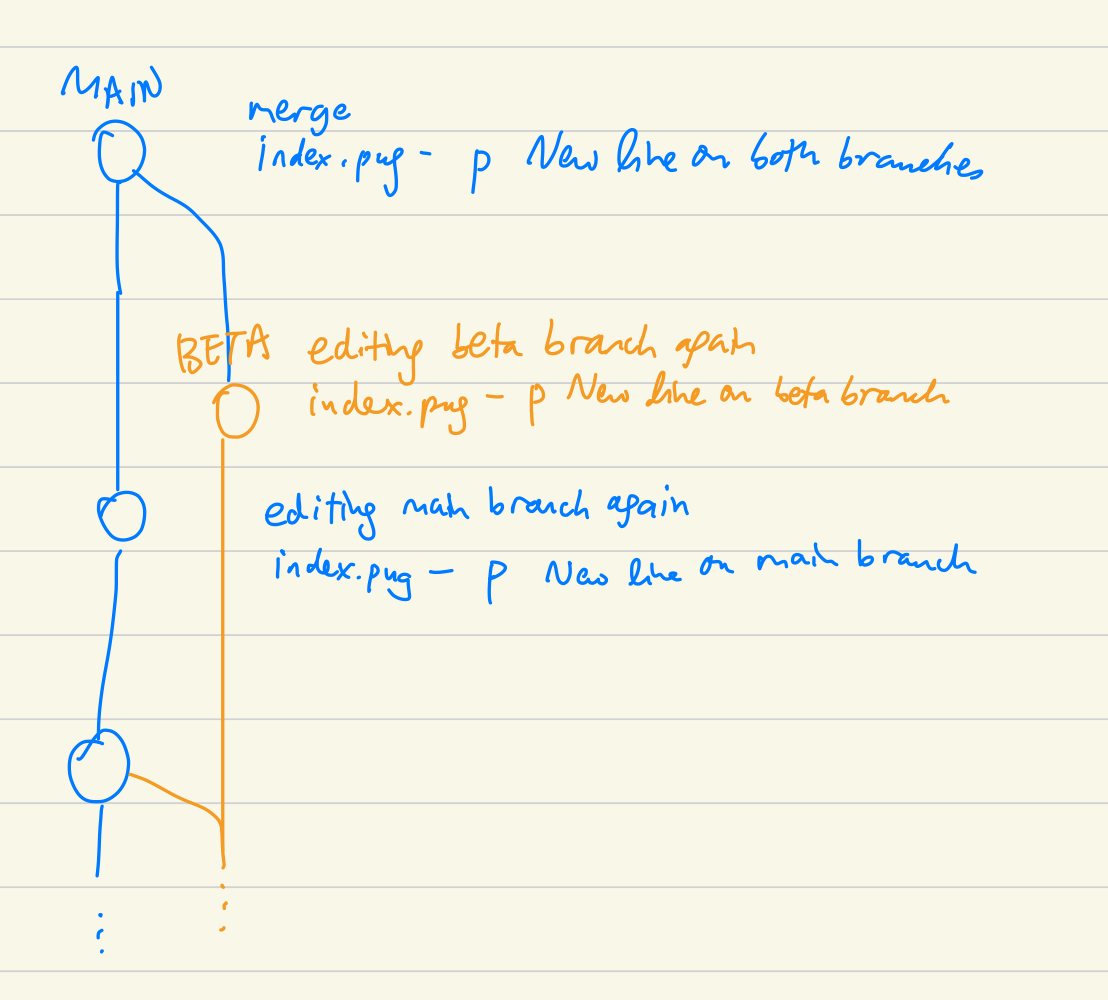 MAIN
merge
index.pug - p New line on both branches
BETA editing beta branch again
index.pug - p New line on beta branch
editing main branch again
index.pug - p New line on main branch